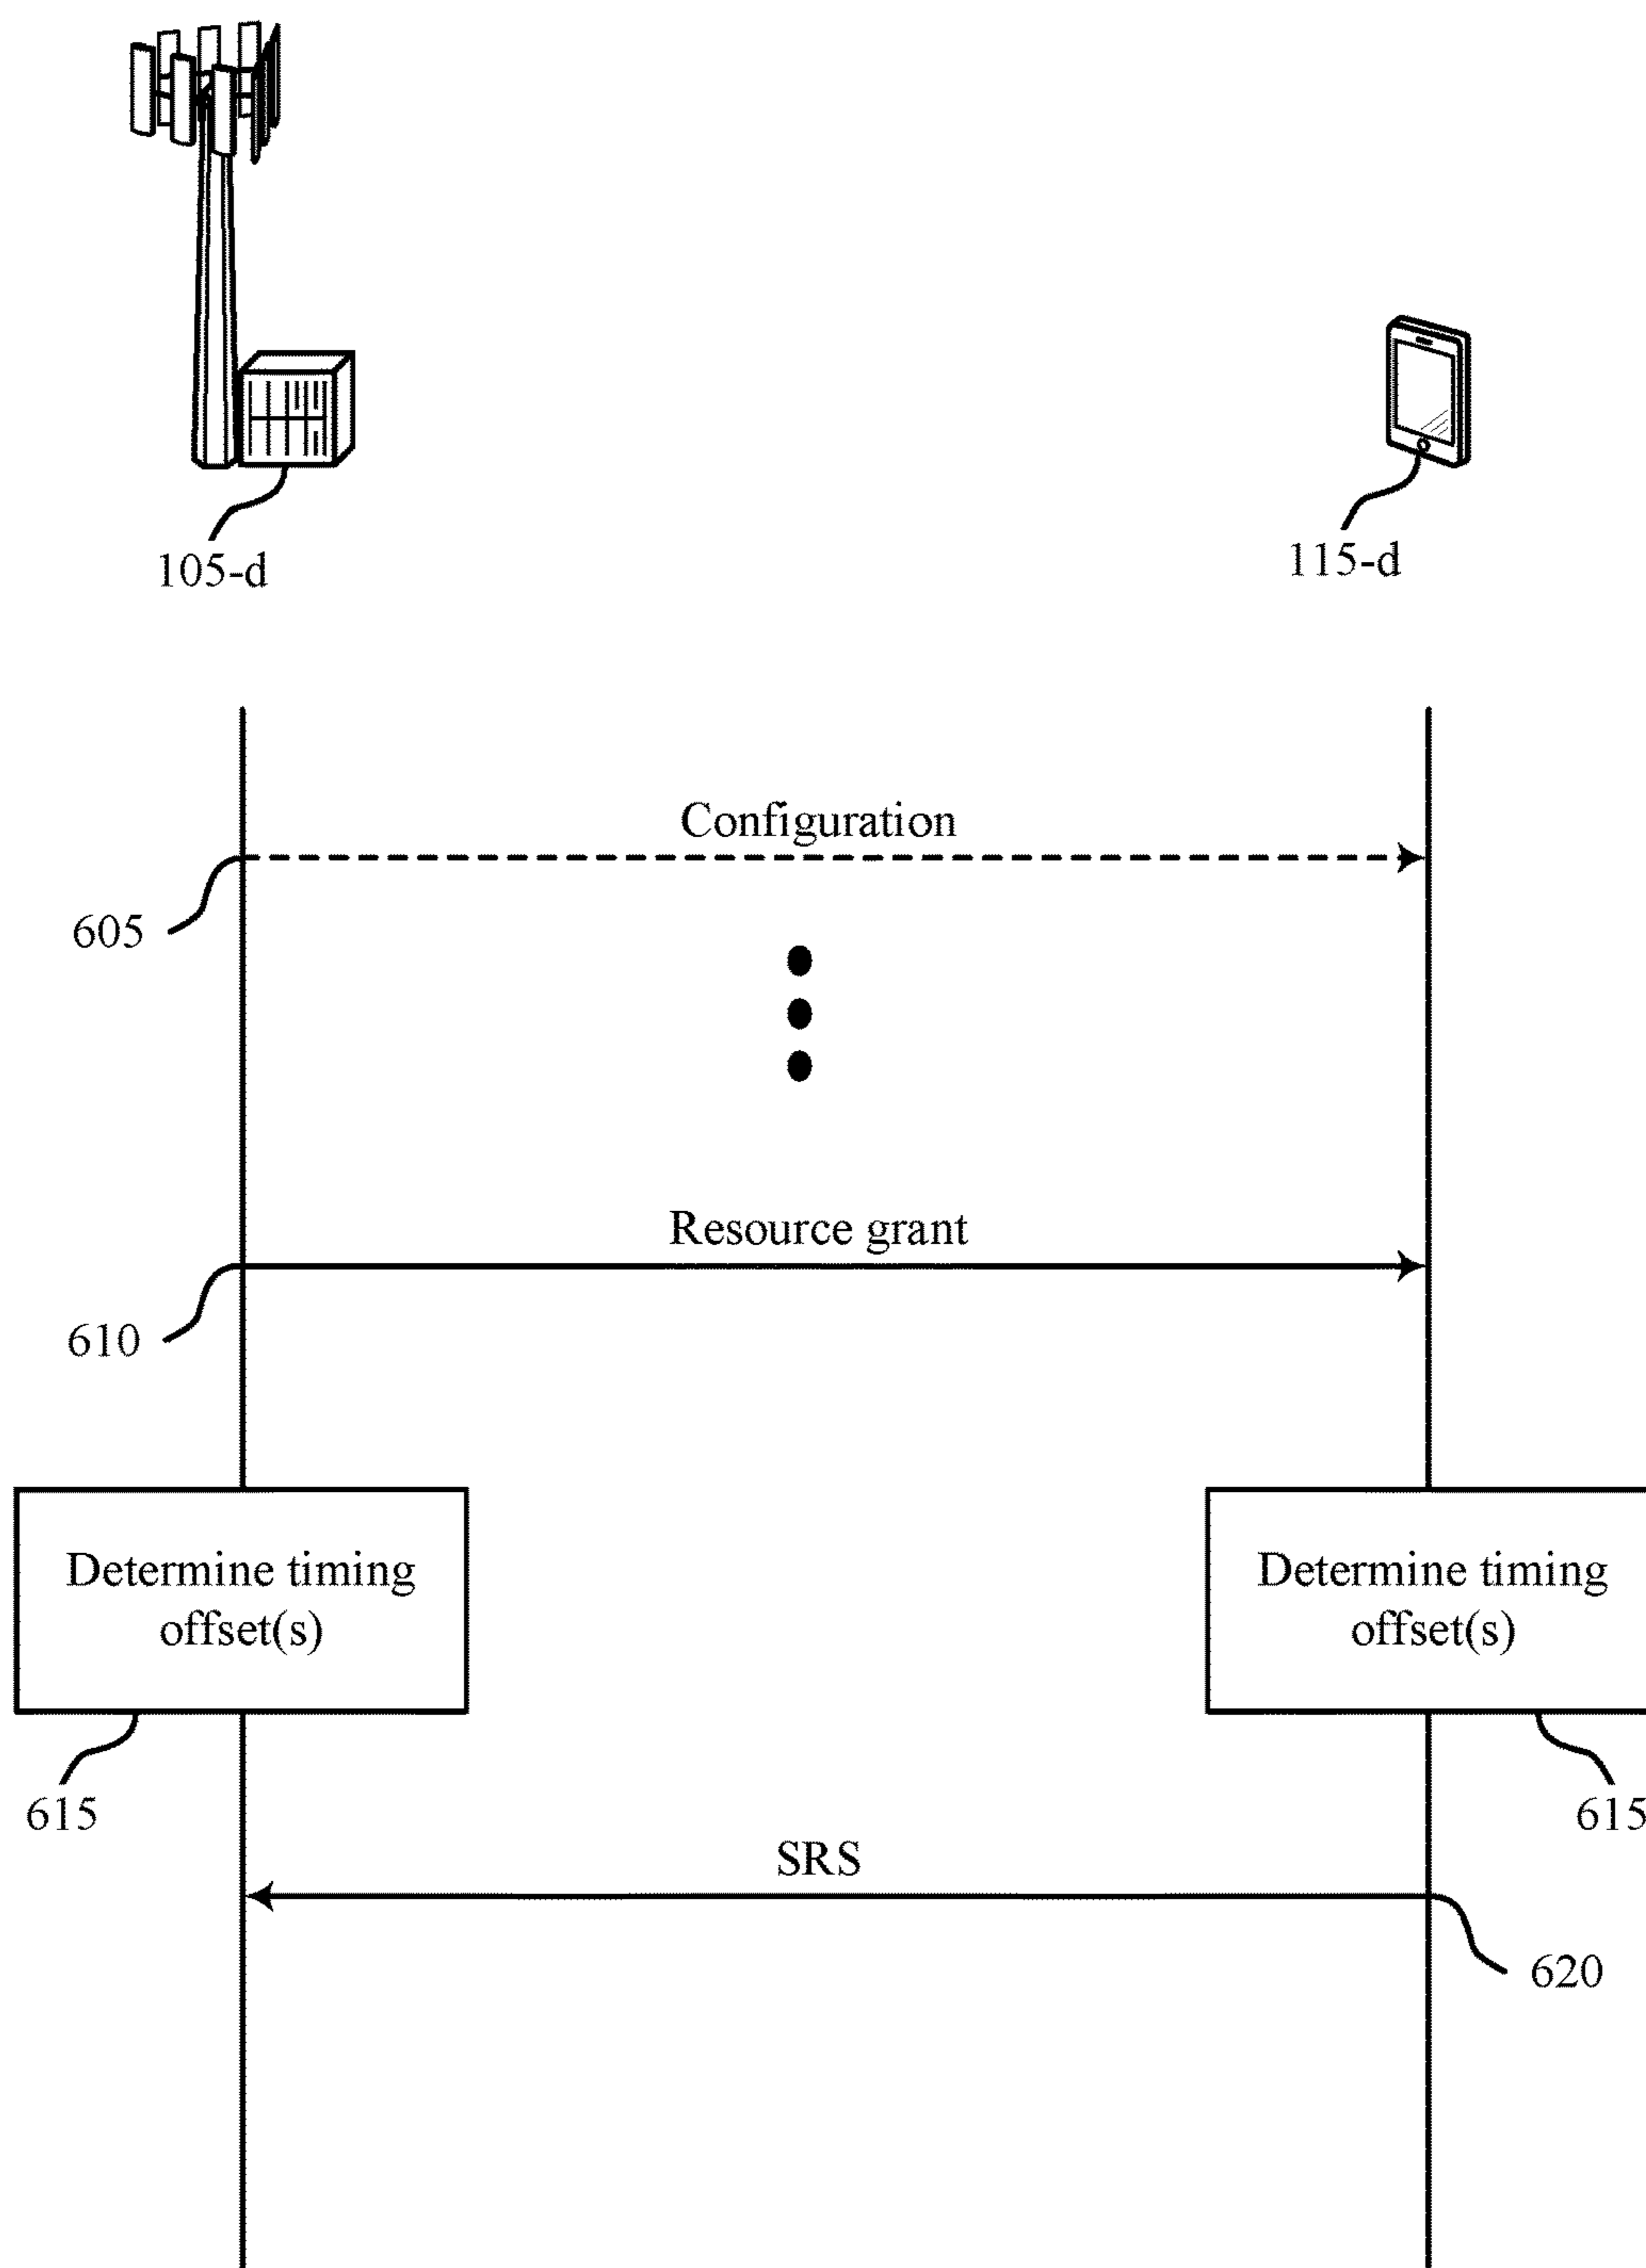 105-d
115-d
Configuration
605
Resource grant
610
Determine timing
offset(s)
Determine timing
offset(s)
615
615
SRS
620